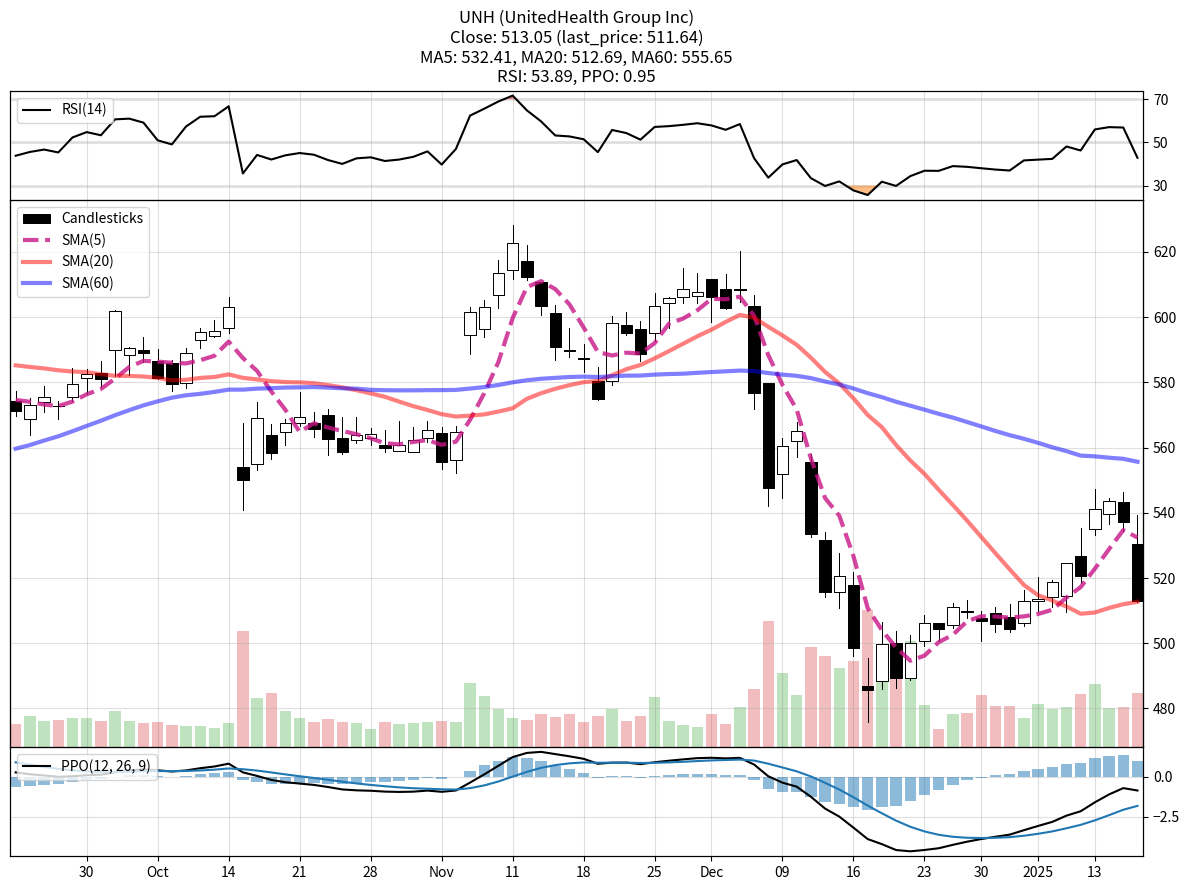 UNH (UnitedHealth Group Inc)
Close: 513.05 (last_price: 511.64)
MA5: 532.41, MA20: 512.69, MA60: 555.65
RSI: 53.89, PPO: 0.95
RSI(14)
70
50
30
Candlesticks
SMA(5)
SMA(20)
SMA(60)
620
600
580
560
540
520
500
480
PPO(12, 26, 9)
0.0
−2.5
30 Oct 14 21 28 Nov 11 18 25 Dec 09 16 23 30 2025 13